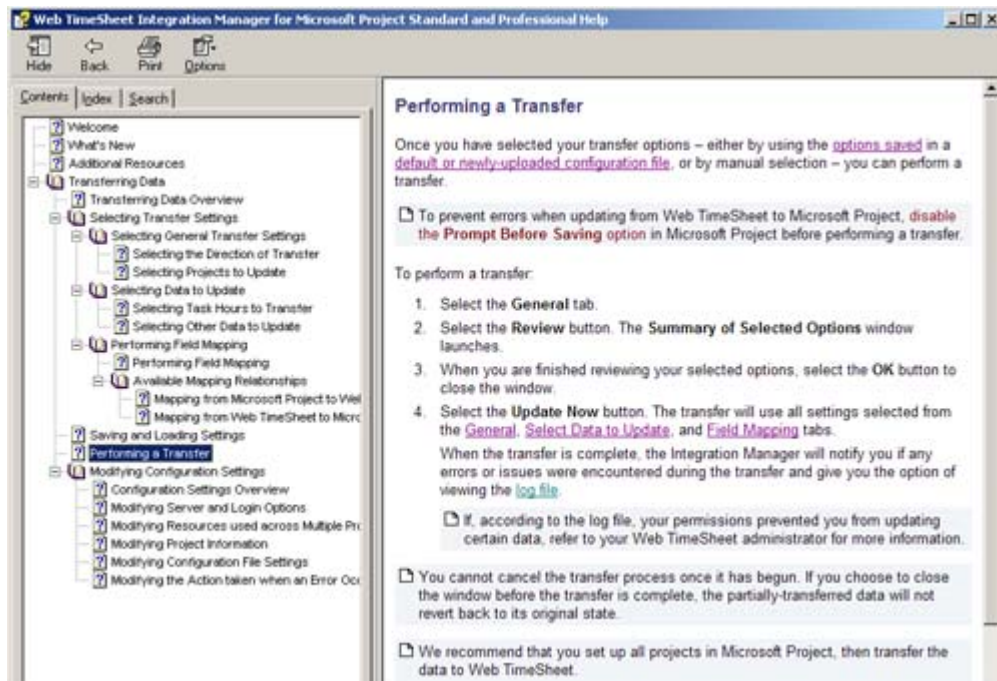 Web TimeSheet Integration Manager for Microsoft Project Standard and Professional Help
Hide Back Print Options
Contents Index Search
Welcome
What's New
Additional Resources
Transferring Data
Transferring Data Overview
Selecting Transfer Settings
Selecting General Transfer Settings
Selecting the Direction of Transfer
Selecting Projects to Update
Selecting Data to Update
Selecting Task Hours to Transfer
Selecting Other Data to Update
Performing Field Mapping
Performing Field Mapping
Available Mapping Relationships
Mapping from Microsoft Project to Wel
Mapping from Web TimeSheet to Micro
Saving and Loading Settings
Performing a Transfer
Modifying Configuration Settings
Configuration Settings Overview
Modifying Server and Login Options
Modifying Resources used across Multiple Pro
Modifying Project Information
Modifying Configuration File Settings
Modifying the Action taken when an Error Occ
Performing a Transfer
Once you have selected your transfer options – either by using the options saved in a
default or newly-uploaded configuration file, or by manual selection – you can perform a
transfer.
To prevent errors when updating from Web TimeSheet to Microsoft Project, disable
the Prompt Before Saving option in Microsoft Project before performing a transfer.
To perform a transfer:
1. Select the General tab.
2. Select the Review button. The Summary of Selected Options window
launches.
3. When you are finished reviewing your selected options, select the OK button to
close the window.
4. Select the Update Now button. The transfer will use all settings selected from
the General, Select Data to Update, and Field Mapping tabs.
When the transfer is complete, the Integration Manager will notify you if any
errors or issues were encountered during the transfer and give you the option of
viewing the log file.
If, according to the log file, your permissions prevented you from updating
certain data, refer to your Web TimeSheet administrator for more information.
You cannot cancel the transfer process once it has begun. If you choose to close
the window before the transfer is complete, the partially-transferred data will not
revert back to its original state.
We recommend that you set up all projects in Microsoft Project, then transfer the
data to Web TimeSheet.